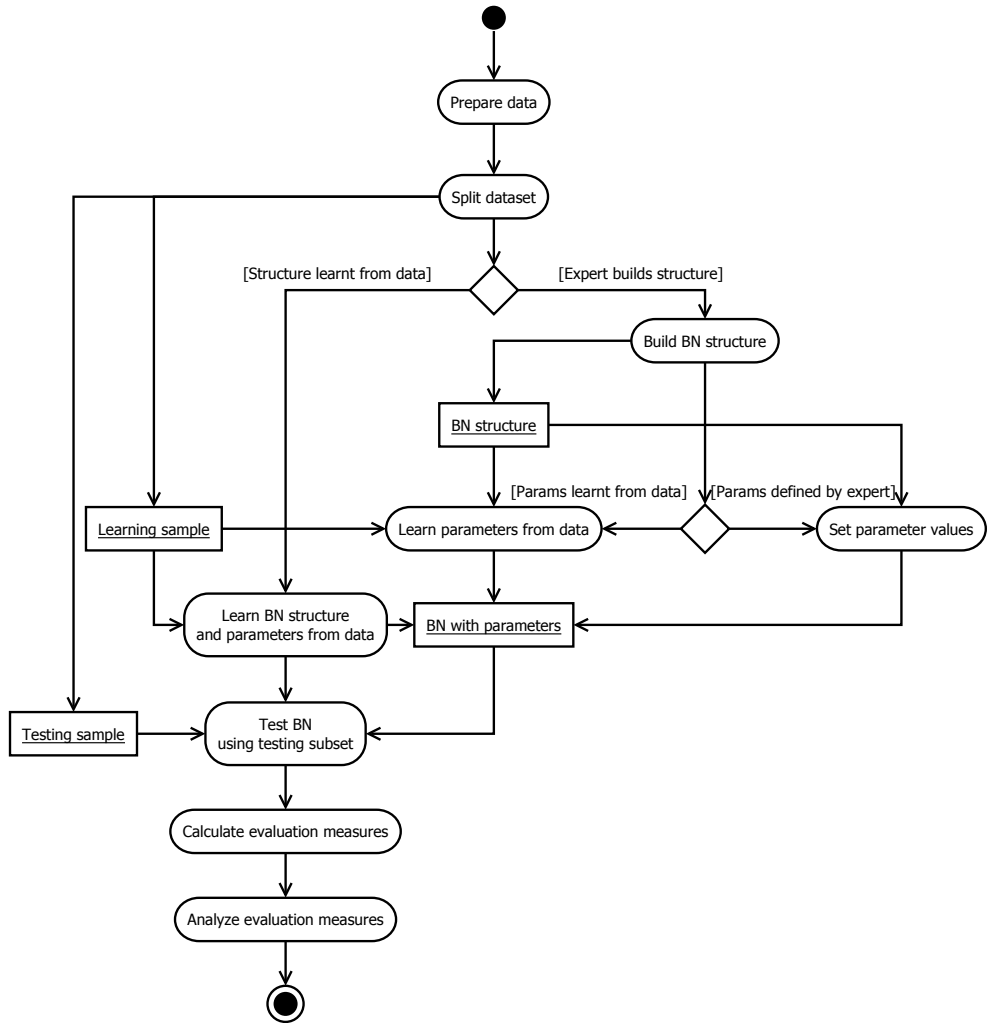 Prepare data
Split dataset
[Structure learnt from data]
[Expert builds structure]
Build BN structure
BN structure
[Params learnt from data]
[Params defined by expert]
Learning sample
Learn parameters from data
Set parameter values
Learn BN structure
and parameters from data
BN with parameters
Testing sample
Test BN
using testing subset
Calculate evaluation measures
Analyze evaluation measures